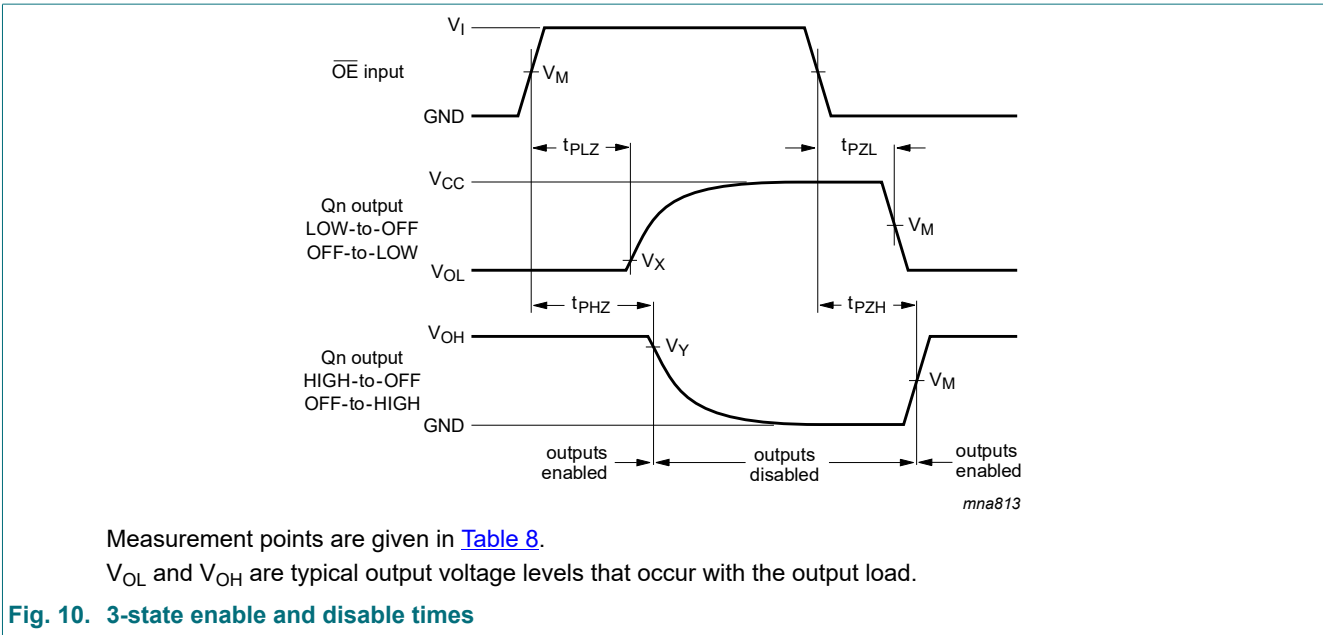 V_I
OE input
V_M
GND
t_PLZ
t_PZL
V_CC
Qn output
LOW-to-OFF
OFF-to-LOW
V_M
V_X
V_OL
t_PHZ
t_PZH
V_OH
V_Y
Qn output
HIGH-to-OFF
OFF-to-HIGH
V_M
GND
outputs
enabled
outputs
disabled
outputs
enabled
mna813
Measurement points are given in Table 8.
V_OL and V_OH are typical output voltage levels that occur with the output load.
Fig. 10. 3-state enable and disable times